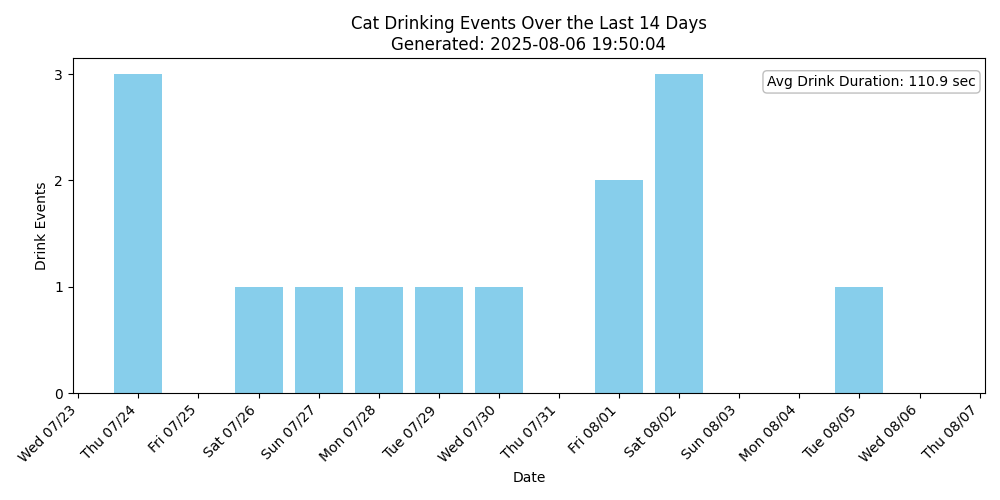 Cat Drinking Events Over the Last 14 Days
Generated: 2025-08-06 19:50:04
Avg Drink Duration: 110.9 sec
Drink Events
3
2
1
0
Wed 07/23
Thu 07/24
Fri 07/25
Sat 07/26
Sun 07/27
Mon 07/28
Tue 07/29
Wed 07/30
Thu 07/31
Fri 08/01
Sat 08/02
Sun 08/03
Mon 08/04
Tue 08/05
Wed 08/06
Thu 08/07
Date